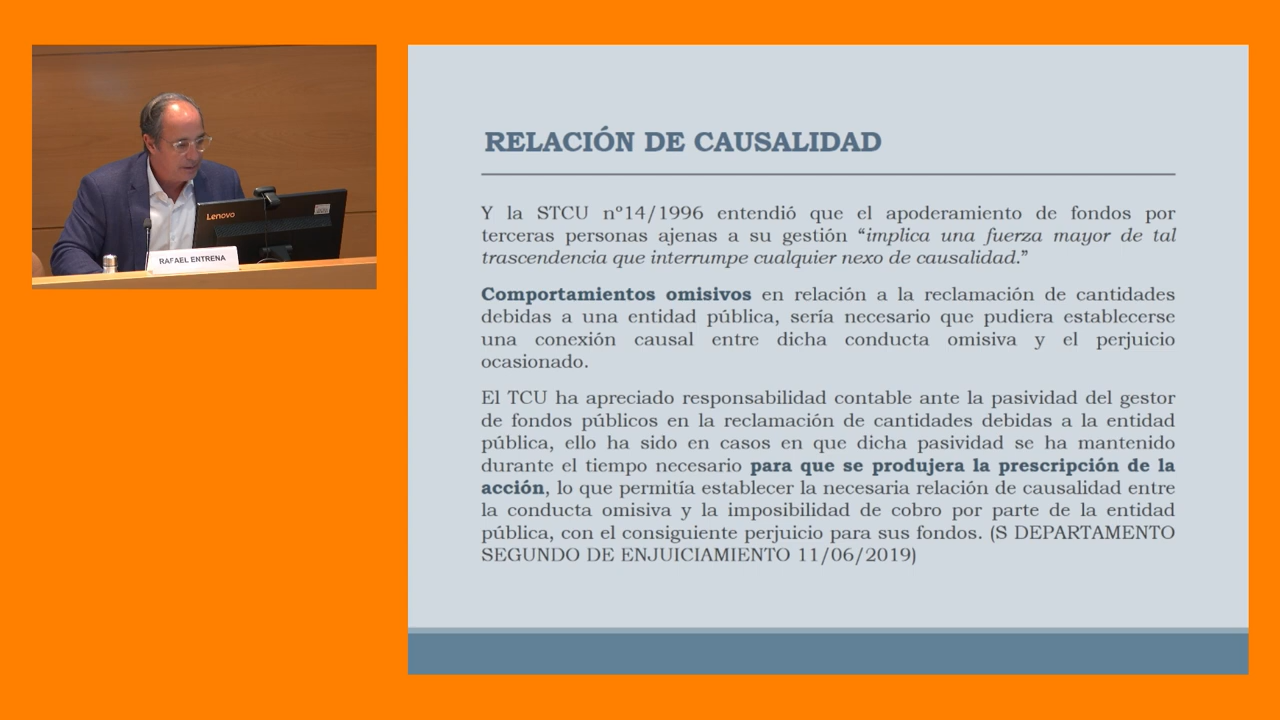 Lenovo
RAFAEL ENTRENA
RELACIÓN DE CAUSALIDAD
Y la STCU nº14/1996 entendió que el apoderamiento de fondos por
terceras personas ajenas a su gestión “implica una fuerza mayor de tal
trascendencia que interrumpe cualquier nexo de causalidad.”
Comportamientos omisivos en relación a la reclamación de cantidades
debidas a una entidad pública, sería necesario que pudiera establecerse
una conexión causal entre dicha conducta omisiva y el perjuicio
ocasionado.
El TCU ha apreciado responsabilidad contable ante la pasividad del gestor
de fondos públicos en la reclamación de cantidades debidas a la entidad
pública, ello ha sido en casos en que dicha pasividad se ha mantenido
durante el tiempo necesario para que se produjera la prescripción de la
acción, lo que permitía establecer la necesaria relación de causalidad entre
la conducta omisiva y la imposibilidad de cobro por parte de la entidad
pública, con el consiguiente perjuicio para sus fondos. (S DEPARTAMENTO
SEGUNDO DE ENJUICIAMIENTO 11/06/2019)